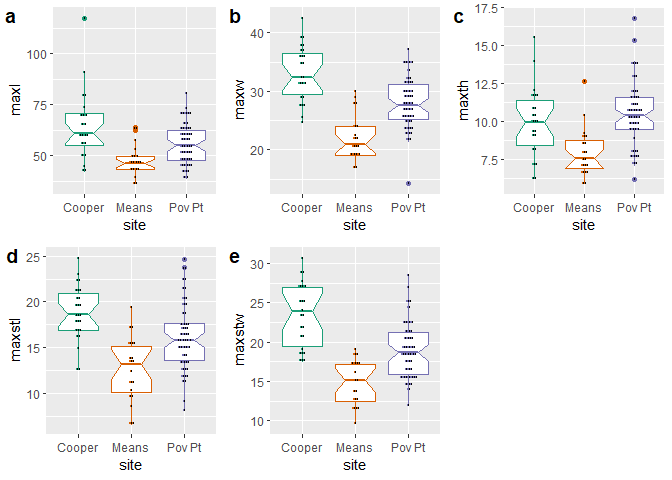 a
maxl
100
75
50
Cooper Means Pov Pt
site
b
maxw
40
30
20
Cooper Means Pov Pt
site
c
maxth
17.5
15.0
12.5
10.0
7.5
Cooper Means Pov Pt
site
d
maxstl
25
20
15
10
Cooper Means Pov Pt
site
e
maxstw
30
25
20
15
10
Cooper Means Pov Pt
site